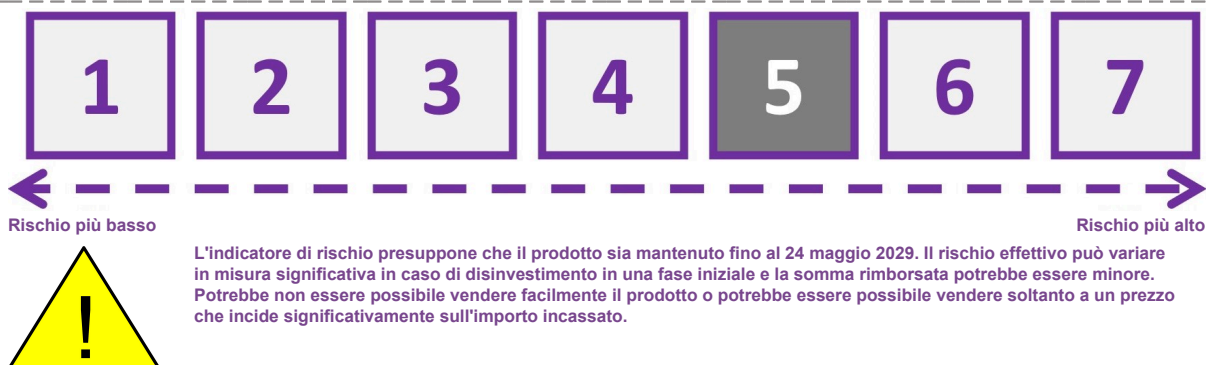 1 2 3 4 5 6 7
Rischio più basso Rischio più alto
L'indicatore di rischio presuppone che il prodotto sia mantenuto fino al 24 maggio 2029. Il rischio effettivo può variare
in misura significativa in caso di disinvestimento in una fase iniziale e la somma rimborsata potrebbe essere minore.
Potrebbe non essere possibile vendere facilmente il prodotto o potrebbe essere possibile vendere soltanto a un prezzo
che incide significativamente sull'importo incassato.
!